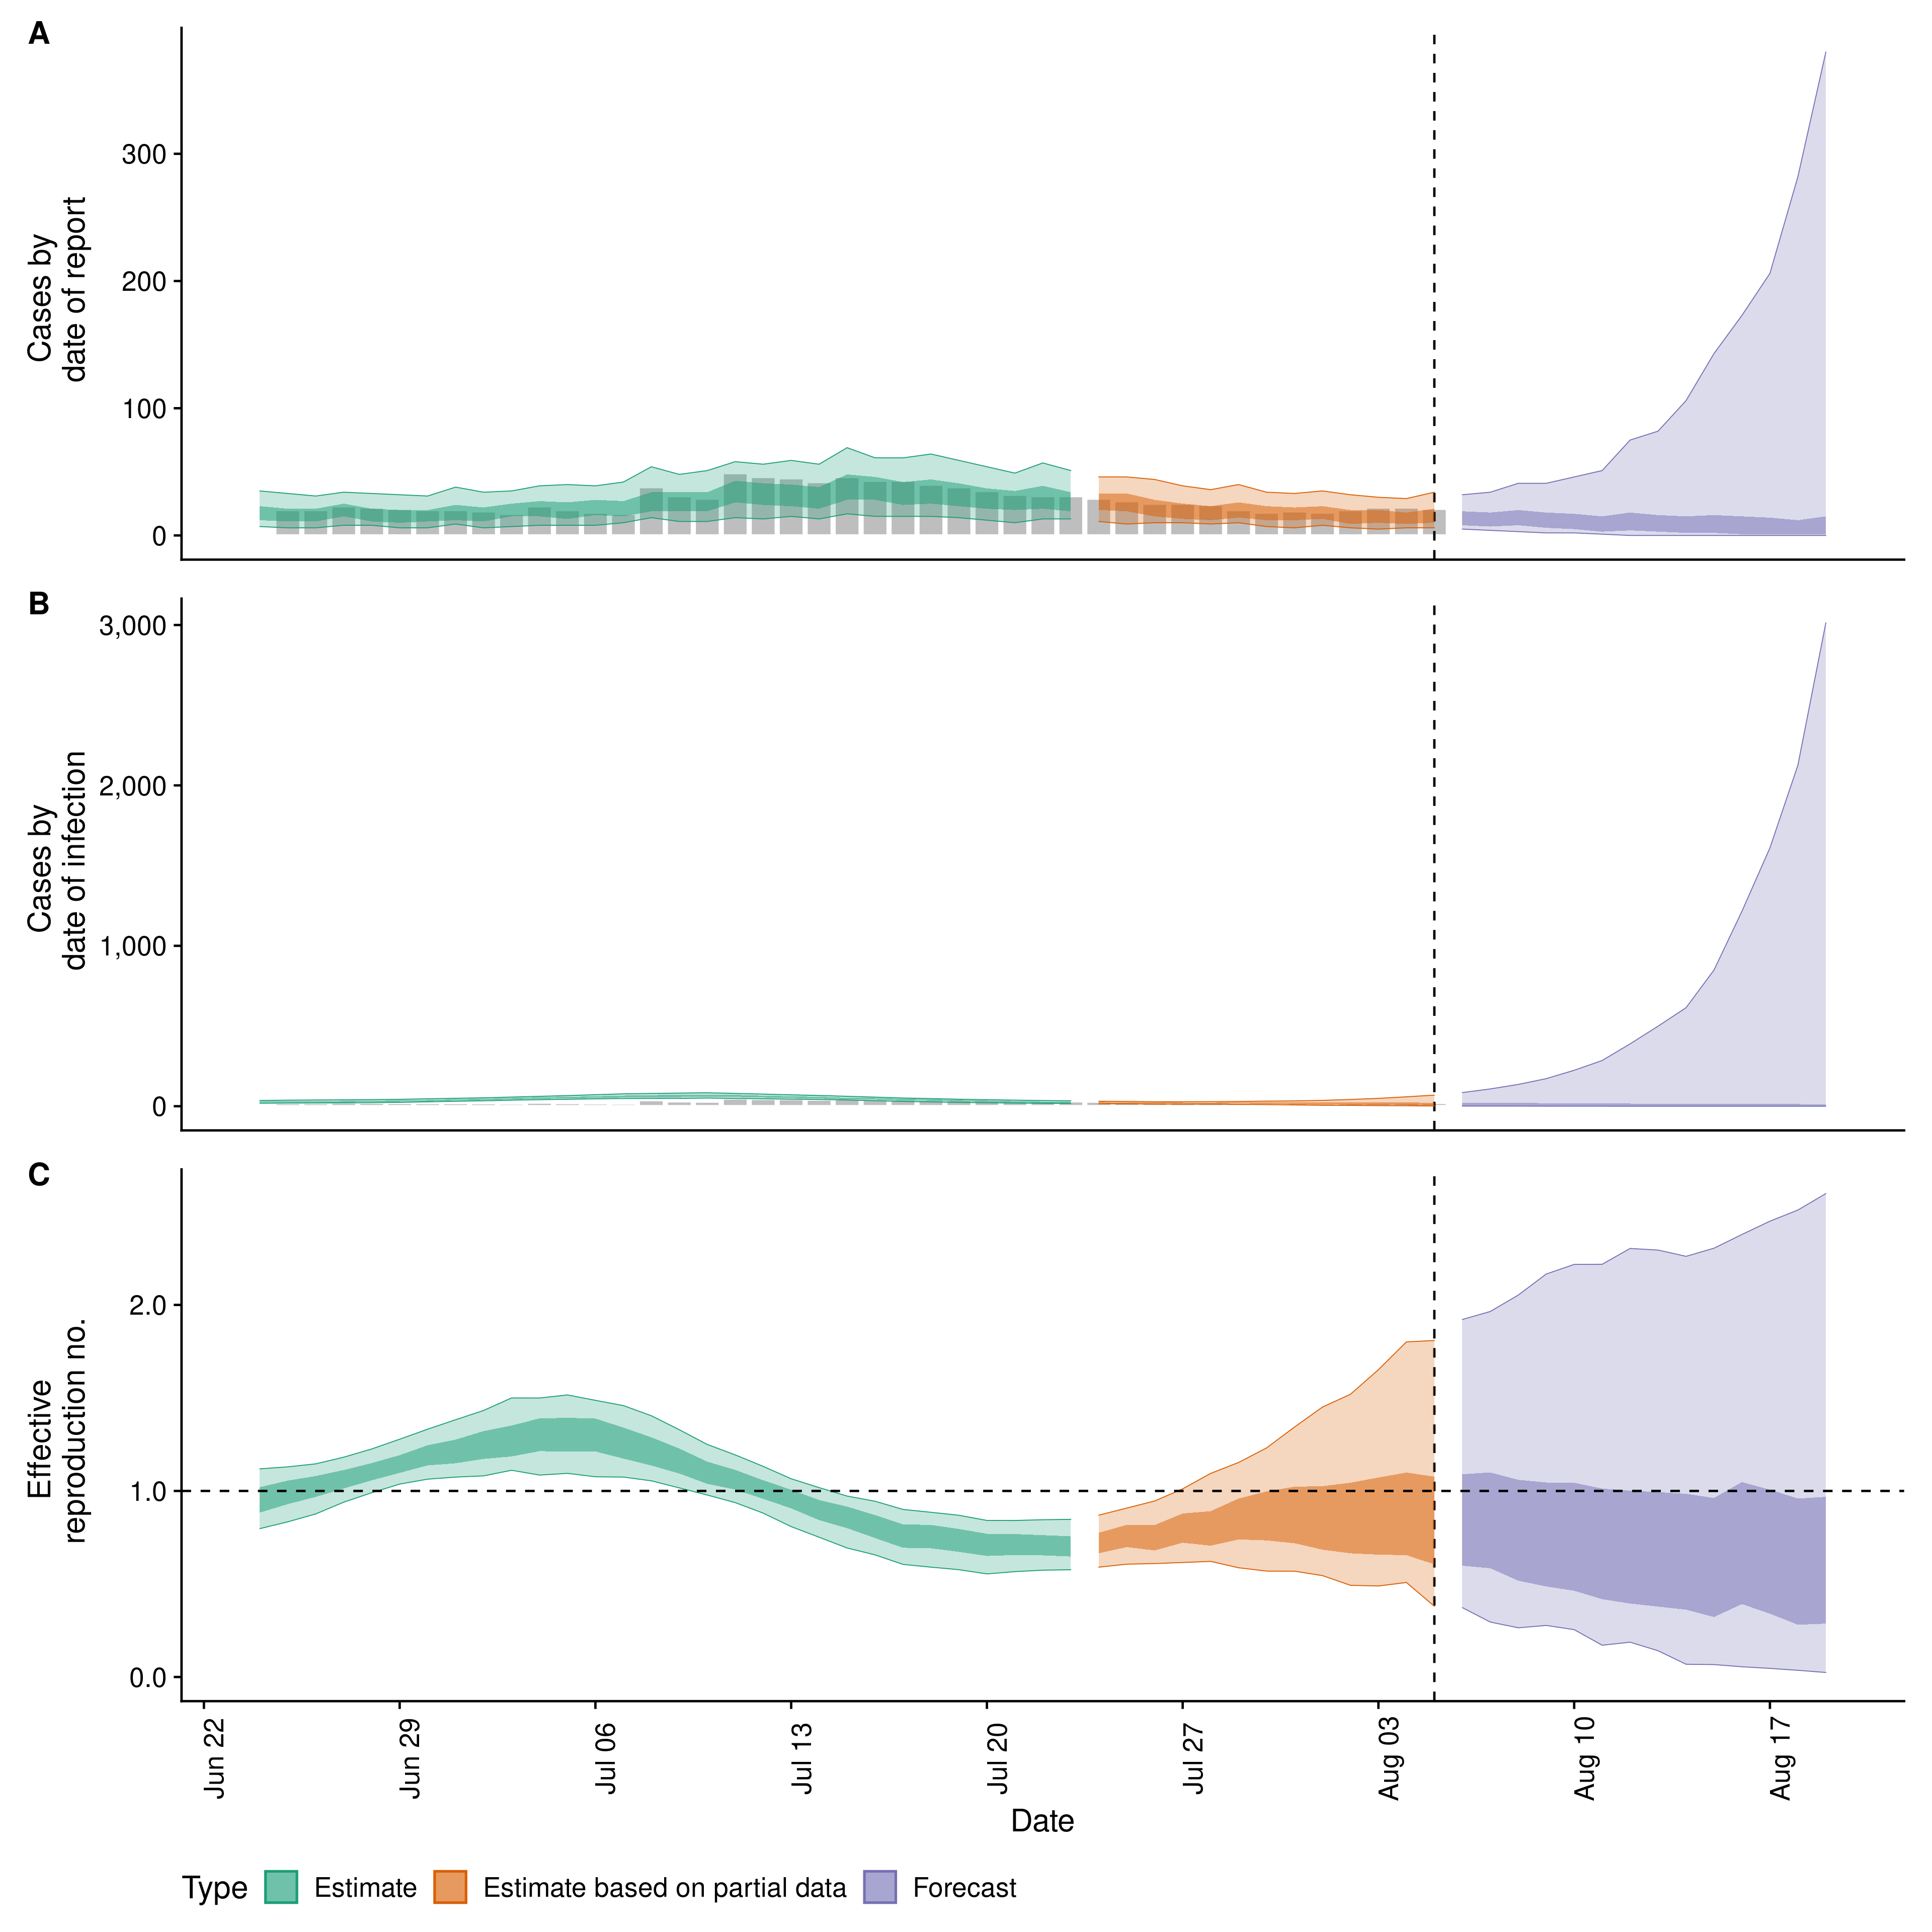 A
Cases by
date of report
300
200
100
0
B
Cases by
date of infection
3,000
2,000
1,000
0
C
Effective
reproduction no.
2.0
1.0
0.0
Jun 22
Jun 29
Jul 06
Jul 13
Jul 20
Jul 27
Aug 03
Aug 10
Aug 17
Date
Type
Estimate
Estimate based on partial data
Forecast